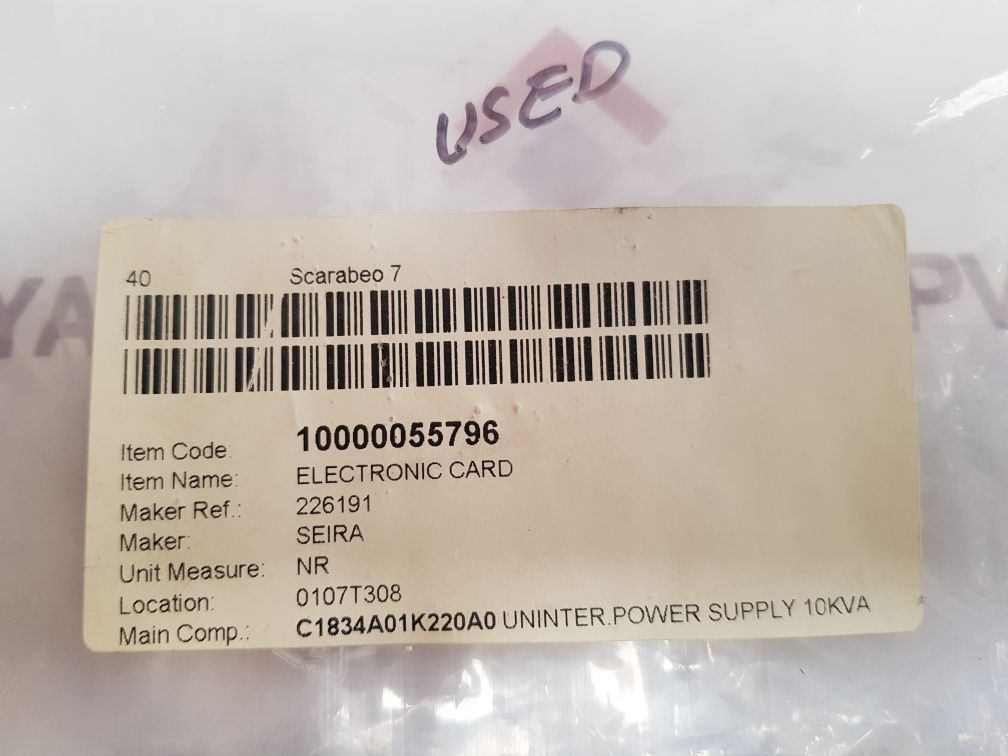 USED
40 Scarabeo 7
Item Code: 10000055796
Item Name: ELECTRONIC CARD
Maker Ref.: 226191
Maker: SEIRA
Unit Measure: NR
Location: 0107T308
Main Comp.: C1834A01K220A0 UNINTER.POWER SUPPLY 10KVA